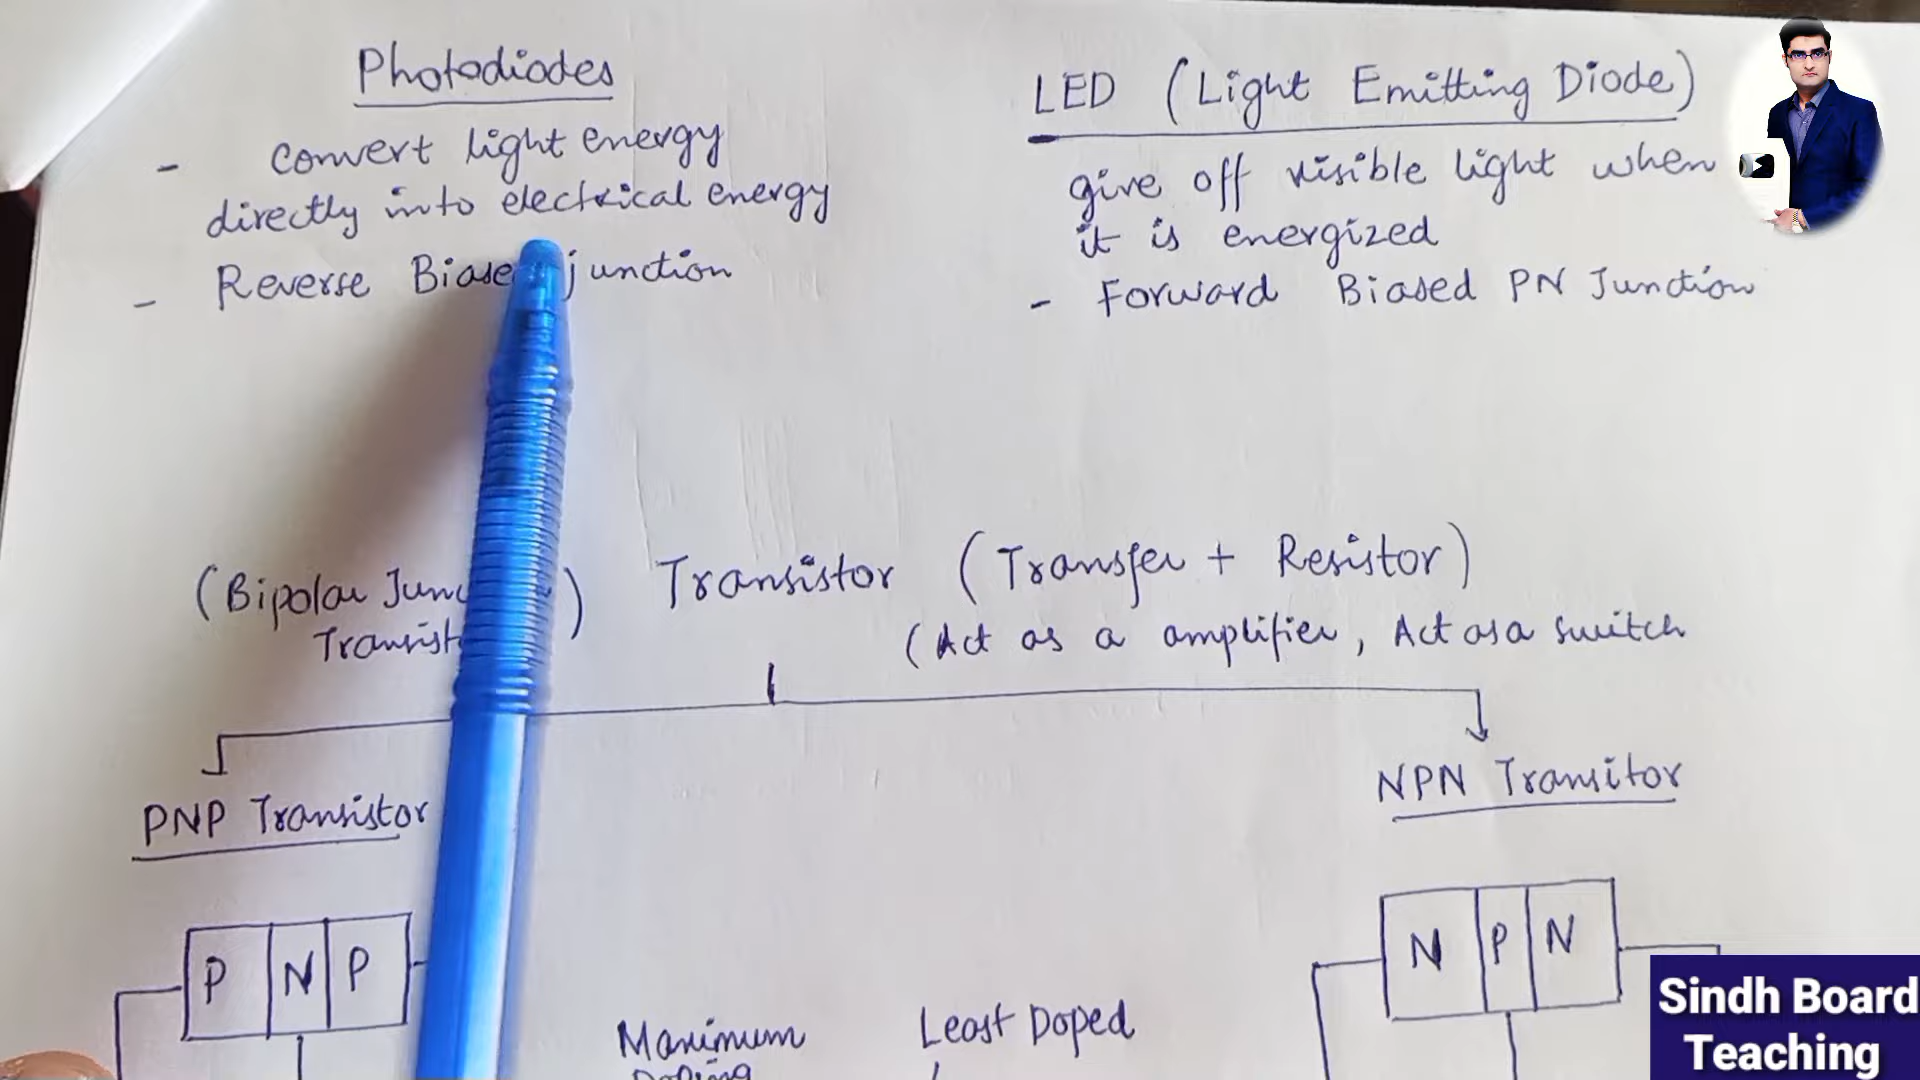 Photodiodes
- convert light energy
directly into electrical energy
- Reverse Biased junction
LED (Light Emitting Diode)
give off visible light when
it is energized
- Forward Biased PN Junction
(Bipolar
Transistor (Transfer + Resistor)
(Act as a amplifier, Act as a switch
PNP Transistor
NPN Transitor
P N P
N P N
Maximum
Doping
Least Doped
Sindh Board
Teaching